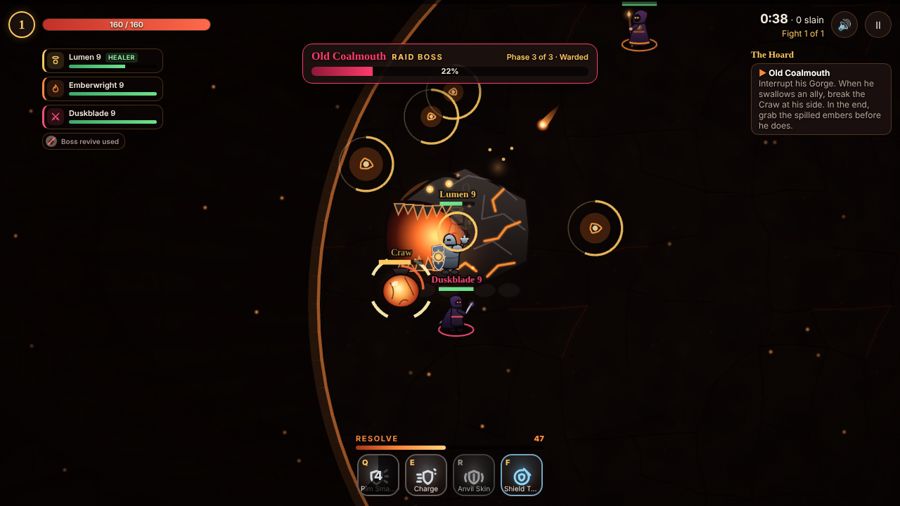 1
160 / 160
Lumen 9 HEALER
Emberwright 9
Duskblade 9
Boss revive used
Old Coalmouth RAID BOSS Phase 3 of 3 · Warded
22%
0:38 · 0 slain
Fight 1 of 1
The Hoard
Old Coalmouth
Interrupt his Gorge. When he
swallows an ally, break the
Craw at his side. In the end,
grab the spilled embers before
he does.
Lumen 9
Craw
Duskblade 9
RESOLVE 47
Q
4
E
Charge
R
Anvil Skin
F
Shield T...